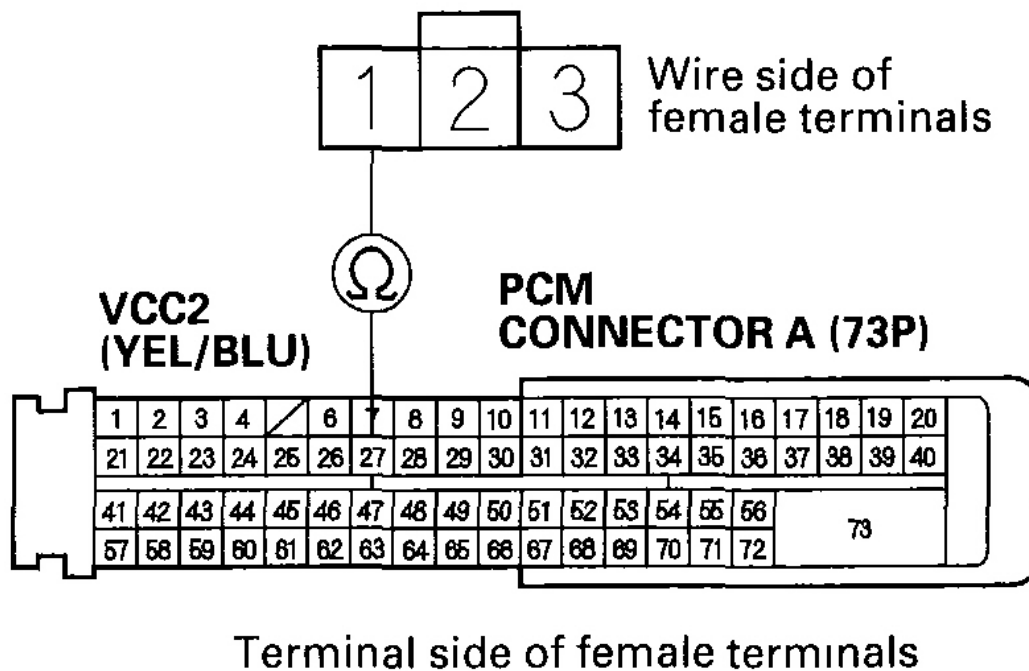 1 2 3
Wire side of
female terminals
Ω
VCC2
(YEL/BLU)
PCM
CONNECTOR A (73P)
1 2 3 4 6 7 8 9 10 11 12 13 14 15 16 17 18 19 20
21 22 23 24 25 26 27 28 29 30 31 32 33 34 35 36 37 38 39 40
41 42 43 44 45 46 47 48 49 50 51 52 53 54 55 56
73
57 58 59 60 61 62 63 64 65 66 67 68 69 70 71 72
Terminal side of female terminals